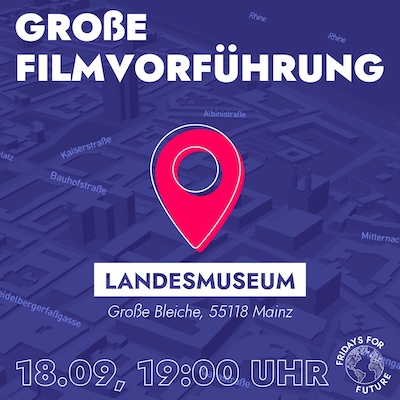 GROßE
FILMVORFÜHRUNG
Rhine
Rhine
Albinistraße
Kaiserstraße
Bauhofstraße
Mitternac
LANDESMUSEUM
Große Bleiche, 55118 Mainz
eidelbergerfaßgasse
18.09, 19:00 UHR
FRIDAYS FOR
FUTURE